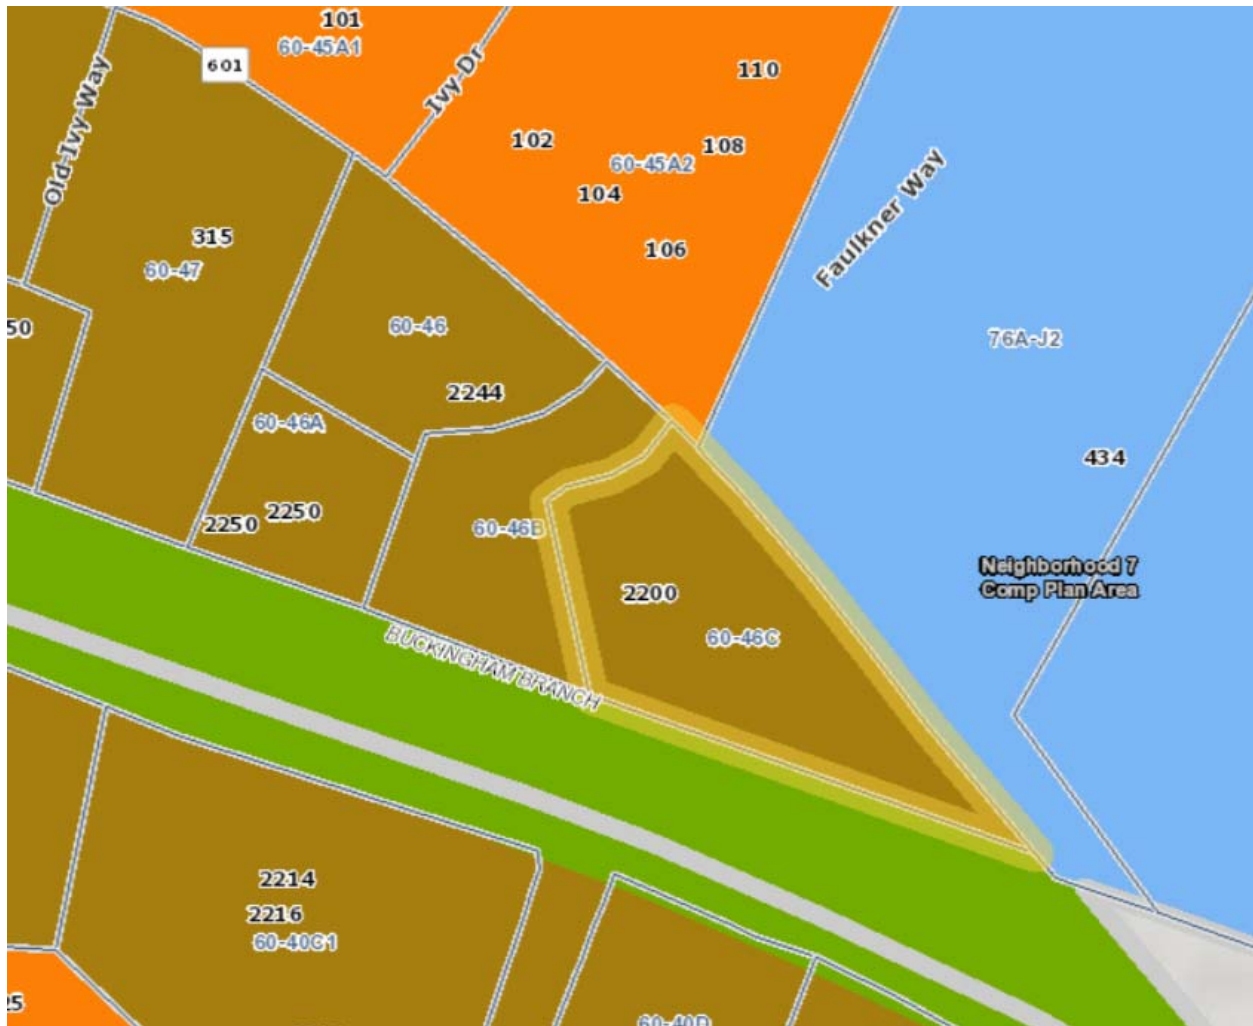 101
60-45A1
601
Ivy Dr
110
Old Ivy Way
102
108
60-45A2
104
Faulkner Way
315
106
60-47
60-46
50
76A-J2
2244
60-46A
434
2250
2250
60-46B
Neighborhood 7
Comp Plan Area
2200
60-46C
BUCKINGHAM BRANCH
2214
2216
60-40C1
25
60-40D